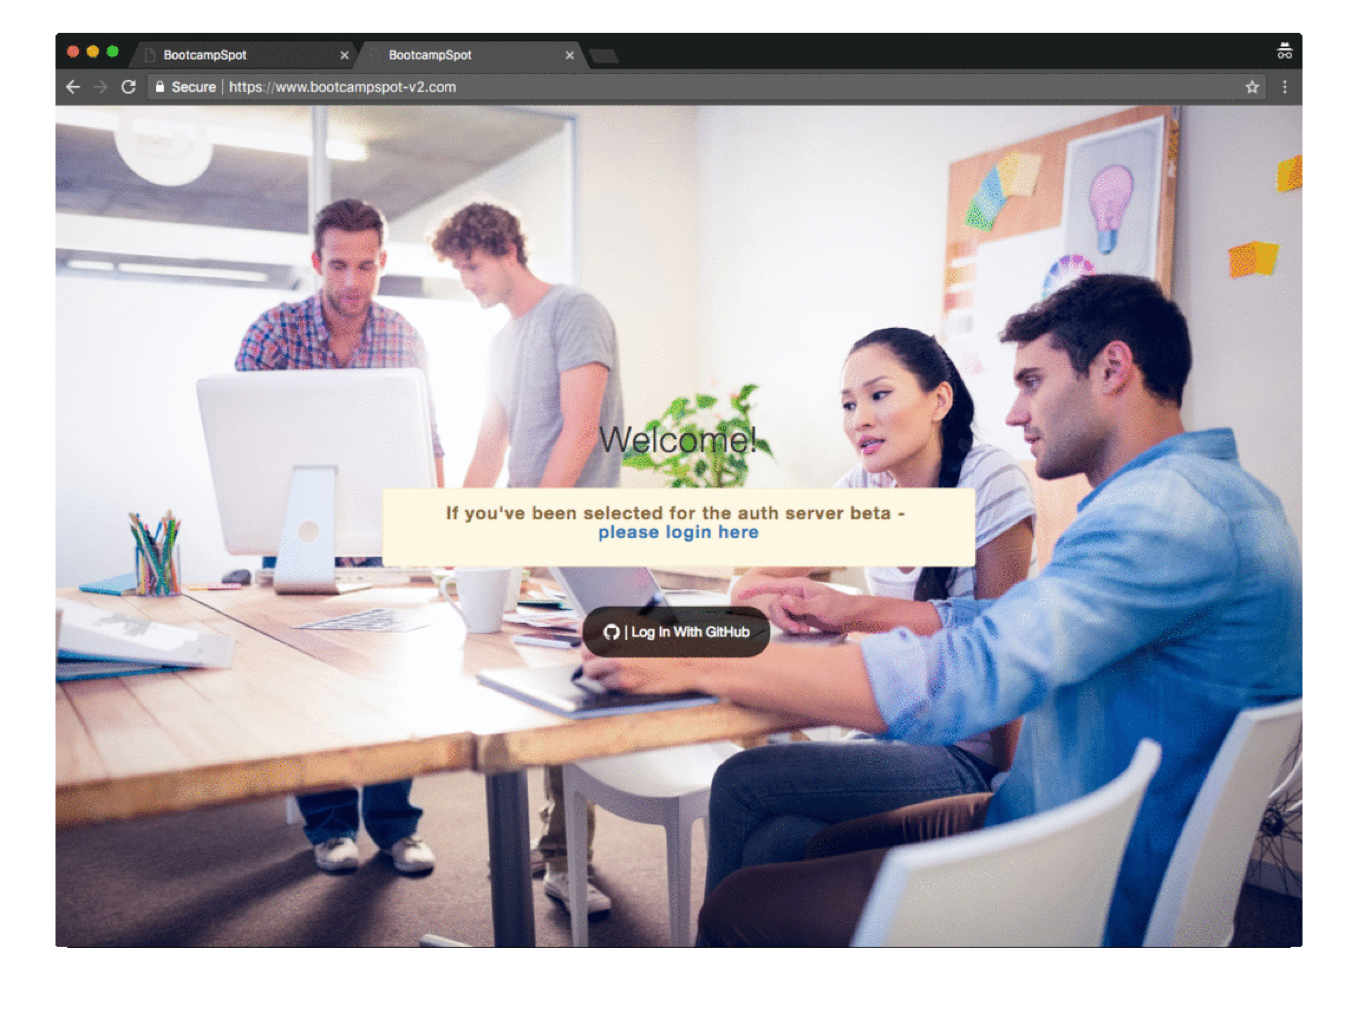 BootcampSpot
BootcampSpot
Secure | https://www.bootcampspot-v2.com
Welcome!
If you've been selected for the auth server beta -
please login here
| Log In With GitHub